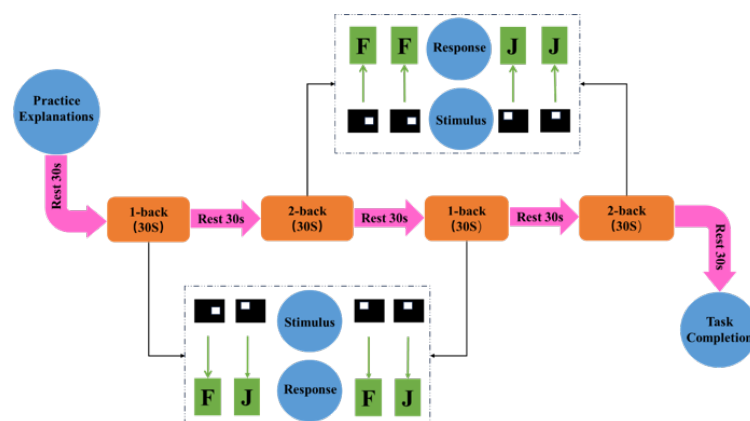 F F Response J J
Practice
Explanations
Stimulus
Rest 30s
1-back
(30S)
Rest 30s
2-back
(30S)
Rest 30s
1-back
(30S)
Rest 30s
2-back
(30S)
Rest 30s
Stimulus
Task
Completion
F J Response F J